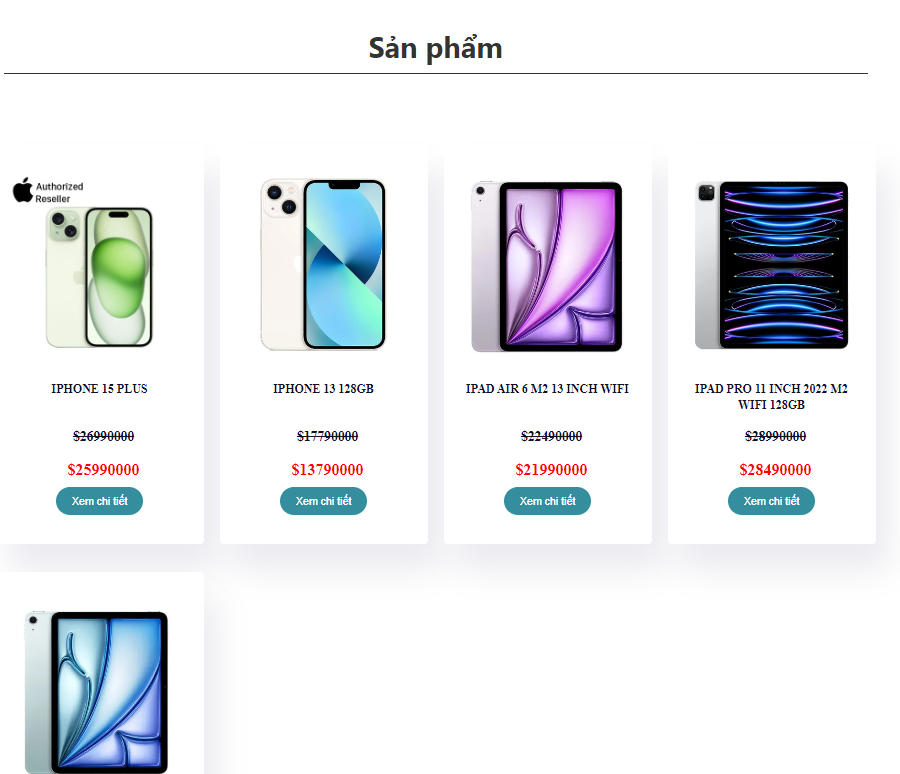 Sản phẩm
Authorized
Reseller
IPHONE 15 PLUS
$26990000
$25990000
Xem chi tiết
IPHONE 13 128GB
$17790000
$13790000
Xem chi tiết
IPAD AIR 6 M2 13 INCH WIFI
$22490000
$21990000
Xem chi tiết
IPAD PRO 11 INCH 2022 M2
WIFI 128GB
$28990000
$28490000
Xem chi tiết